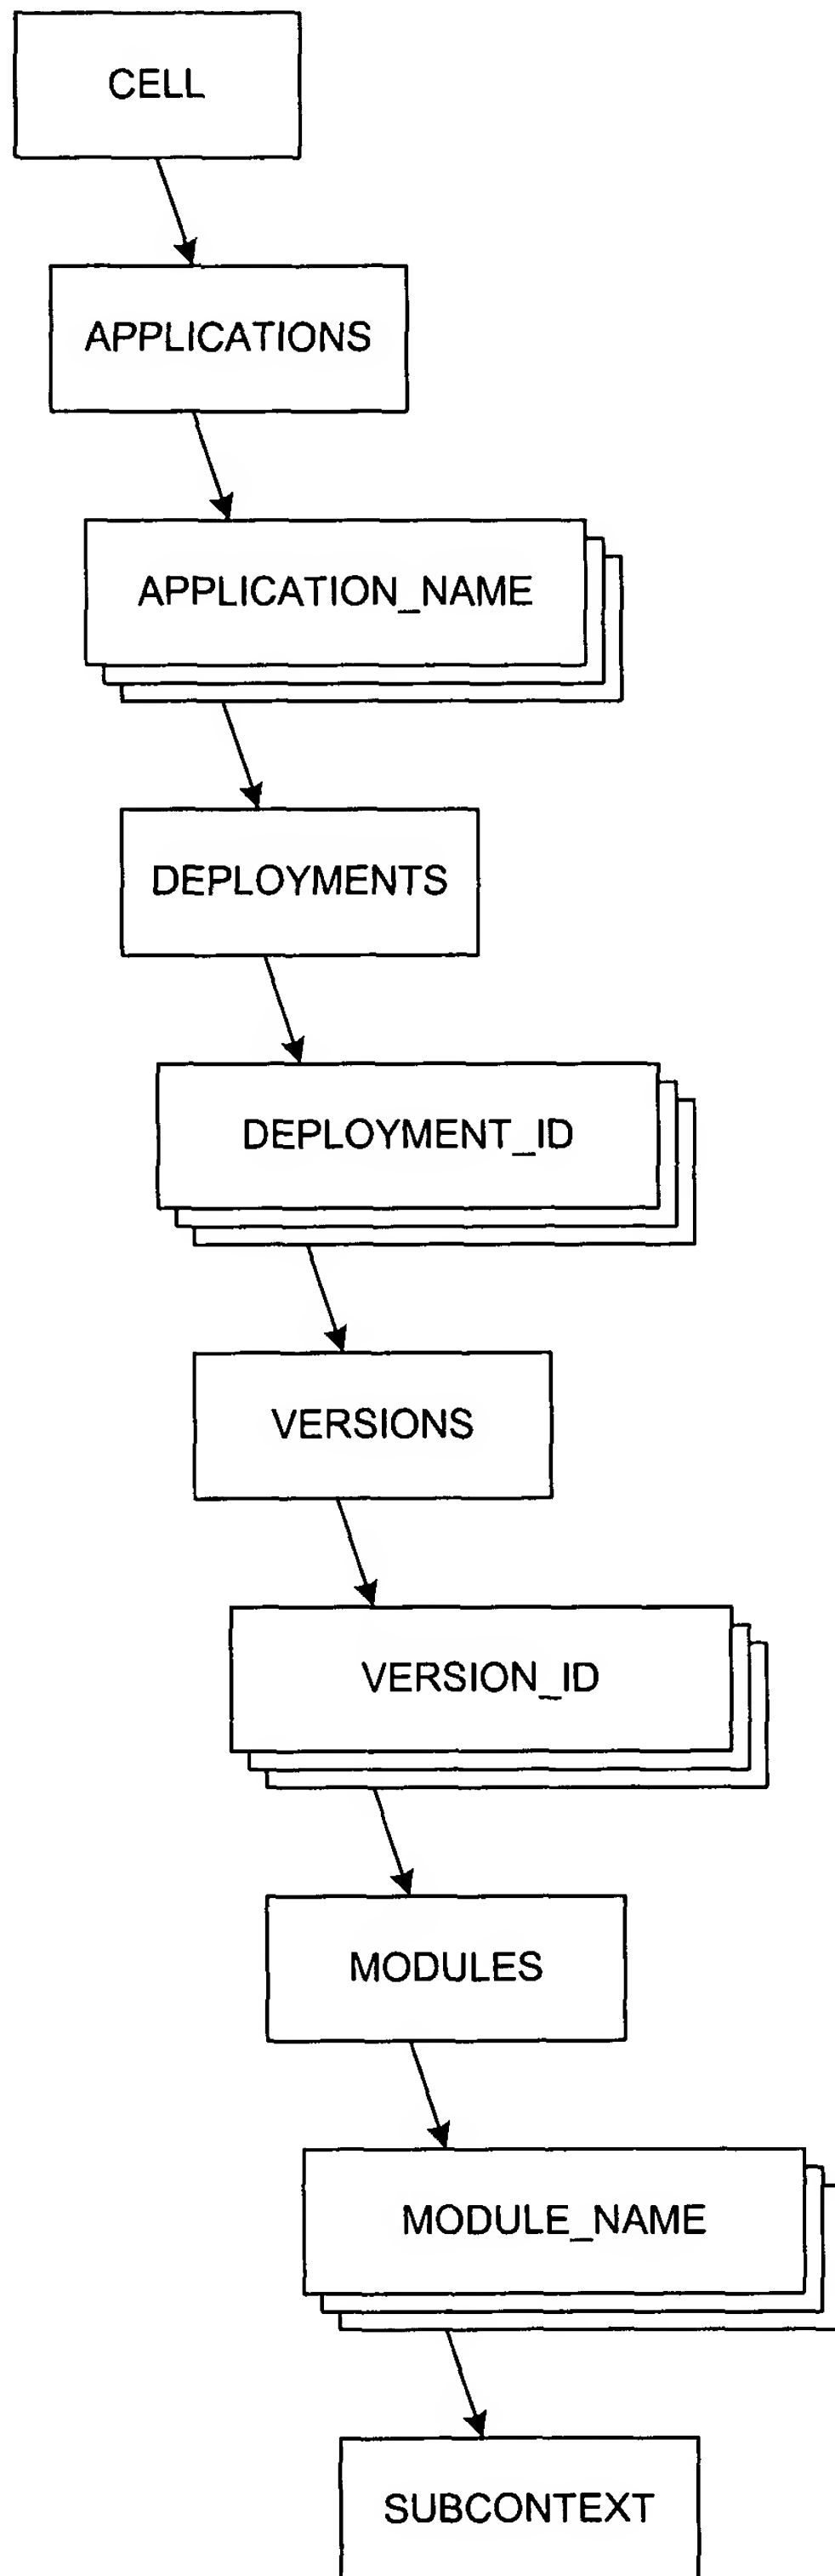 CELL
APPLICATIONS
APPLICATION_NAME
DEPLOYMENTS
DEPLOYMENT_ID
VERSIONS
VERSION_ID
MODULES
MODULE_NAME
SUBCONTEXT